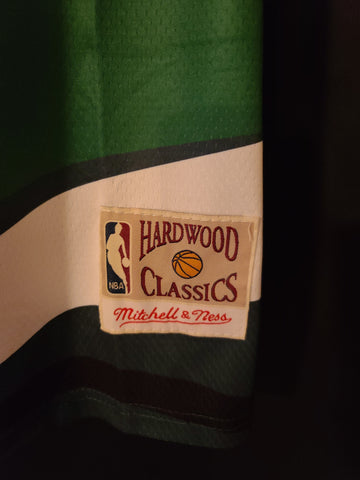 HARDWOOD
CLASSICS
NBA
Mitchell & Ness